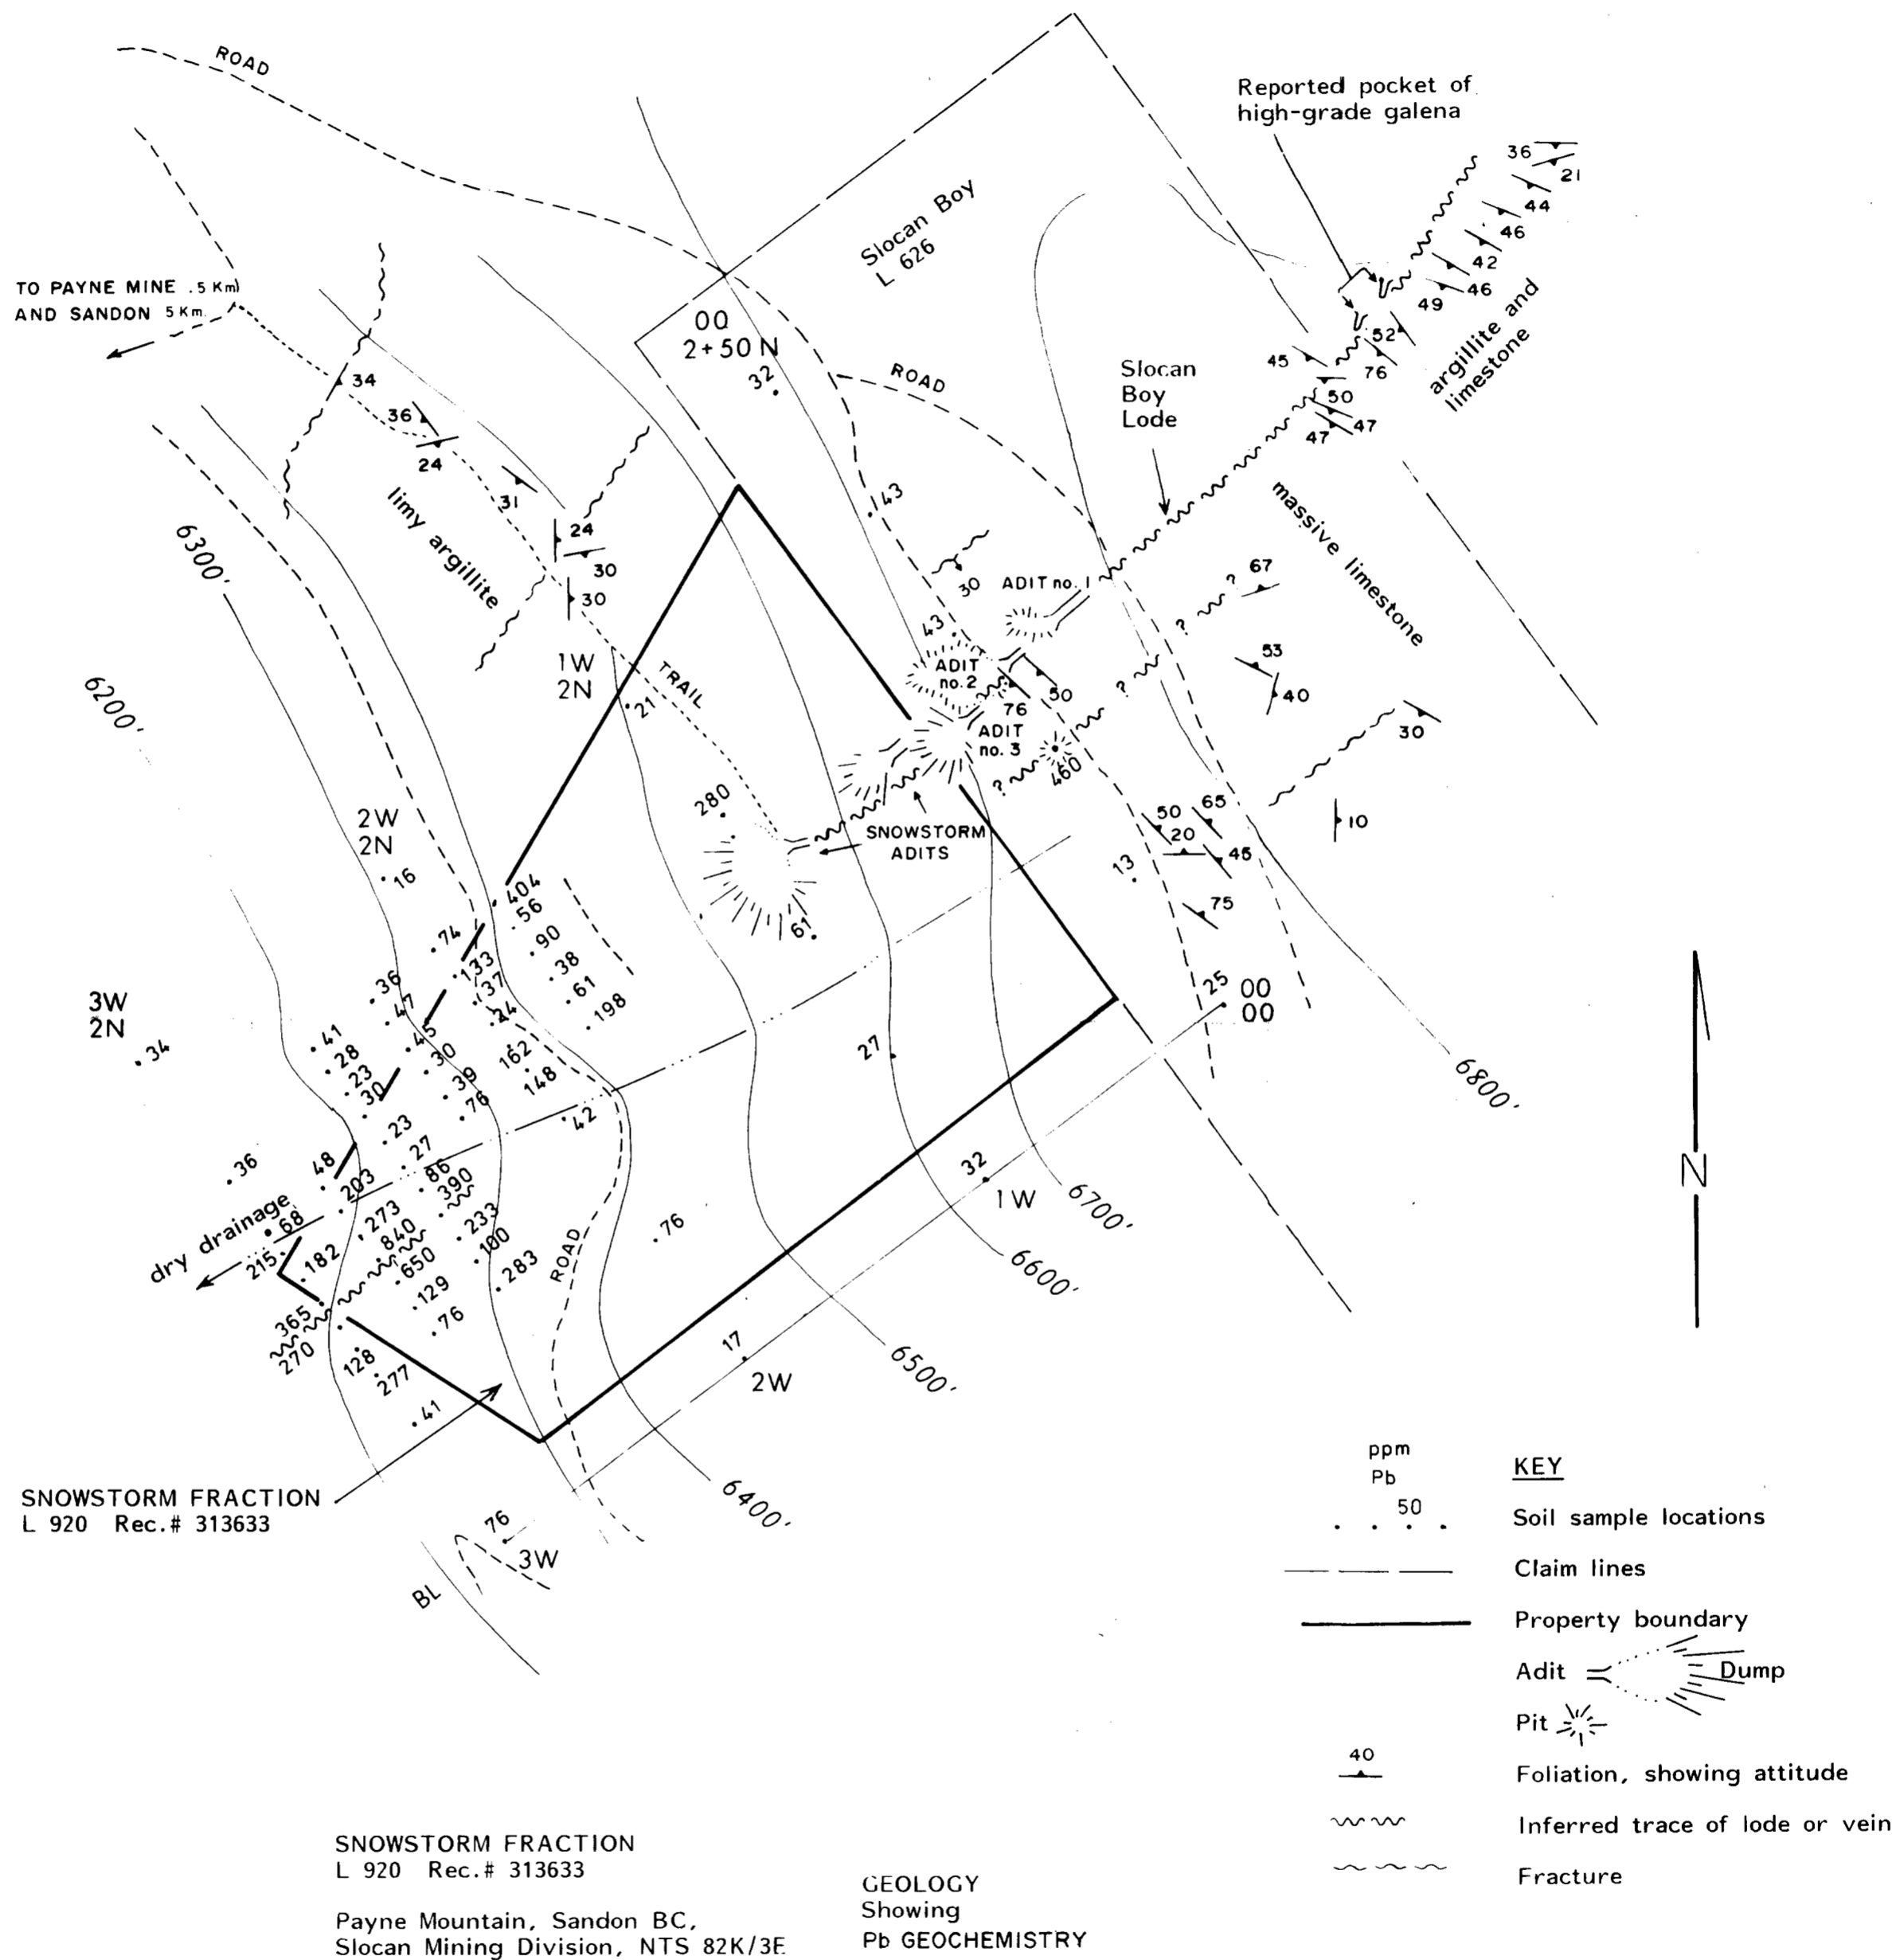 ROAD
Reported pocket of
high-grade galena
36
21
44
46
42
46
49
52
76
45
50
47
47
argillite and
limestone
Slocan Boy
L 626
TO PAYNE MINE .5 Km
AND SANDON 5 Km.
OO
2+50 N
32
ROAD
Slocan
Boy
Lode
34
36
24
31
limy argillite
24
30
30
43
massive limestone
6300'
67
30
ADIT no. 1
43
ADIT
no. 2
50
76
53
40
30
1W
2N
TRAIL
21
6200'
ADIT
no. 3
460
280
SNOWSTORM
ADITS
50
65
20
45
10
13
75
2W
2N
16
404
56
74
90
61
133
38
36
37
61
47
24
198
25
OO
OO
3W
2N
34
41
45
28
30
162
23
39
148
30
76
27
6800'
42
23
27
36
48
86
203
390
32
1W
6700'
dry drainage
68
273
233
76
840
215
182
100
650
283
ROAD
6600'
129
365
76
270
128
277
17
2W
6500'
41
SNOWSTORM FRACTION
L 920 Rec.# 313633
6400'
76
3W
BL
N
ppm
Pb
KEY
50
Soil sample locations
Claim lines
Property boundary
Adit
Dump
Pit
40
Foliation, showing attitude
Inferred trace of lode or vein
Fracture
SNOWSTORM FRACTION
L 920 Rec.# 313633
Payne Mountain, Sandon BC,
Slocan Mining Division, NTS 82K/3E
GEOLOGY
Showing
Pb GEOCHEMISTRY